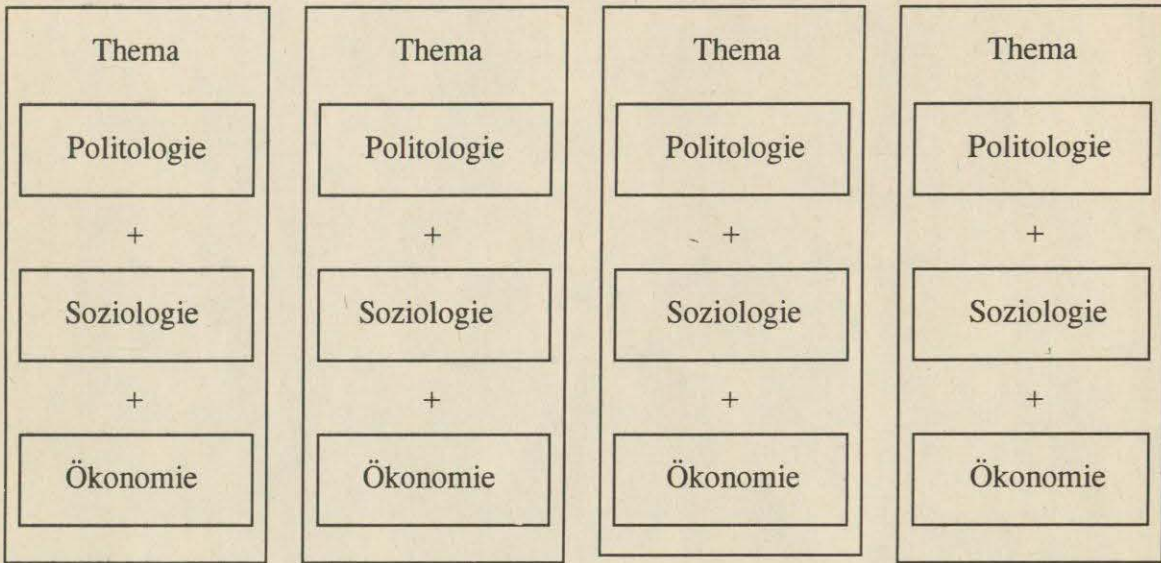 Thema Thema Thema Thema
Politologie Politologie Politologie Politologie
+ + + +
Soziologie Soziologie Soziologie Soziologie
+ + + +
Ökonomie Ökonomie Ökonomie Ökonomie